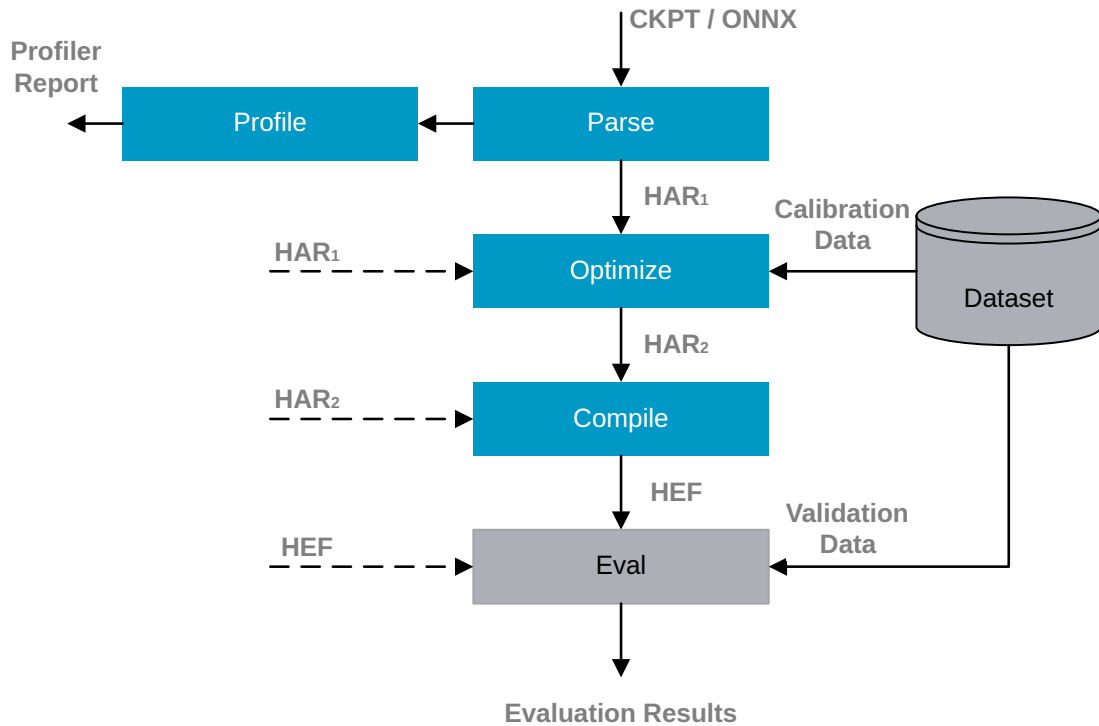 CKPT / ONNX
Profiler
Report
Profile
Parse
HAR₁
Calibration
Data
HAR₁
Optimize
Dataset
HAR₂
HAR₂
Compile
HEF
Validation
Data
HEF
Eval
Evaluation Results